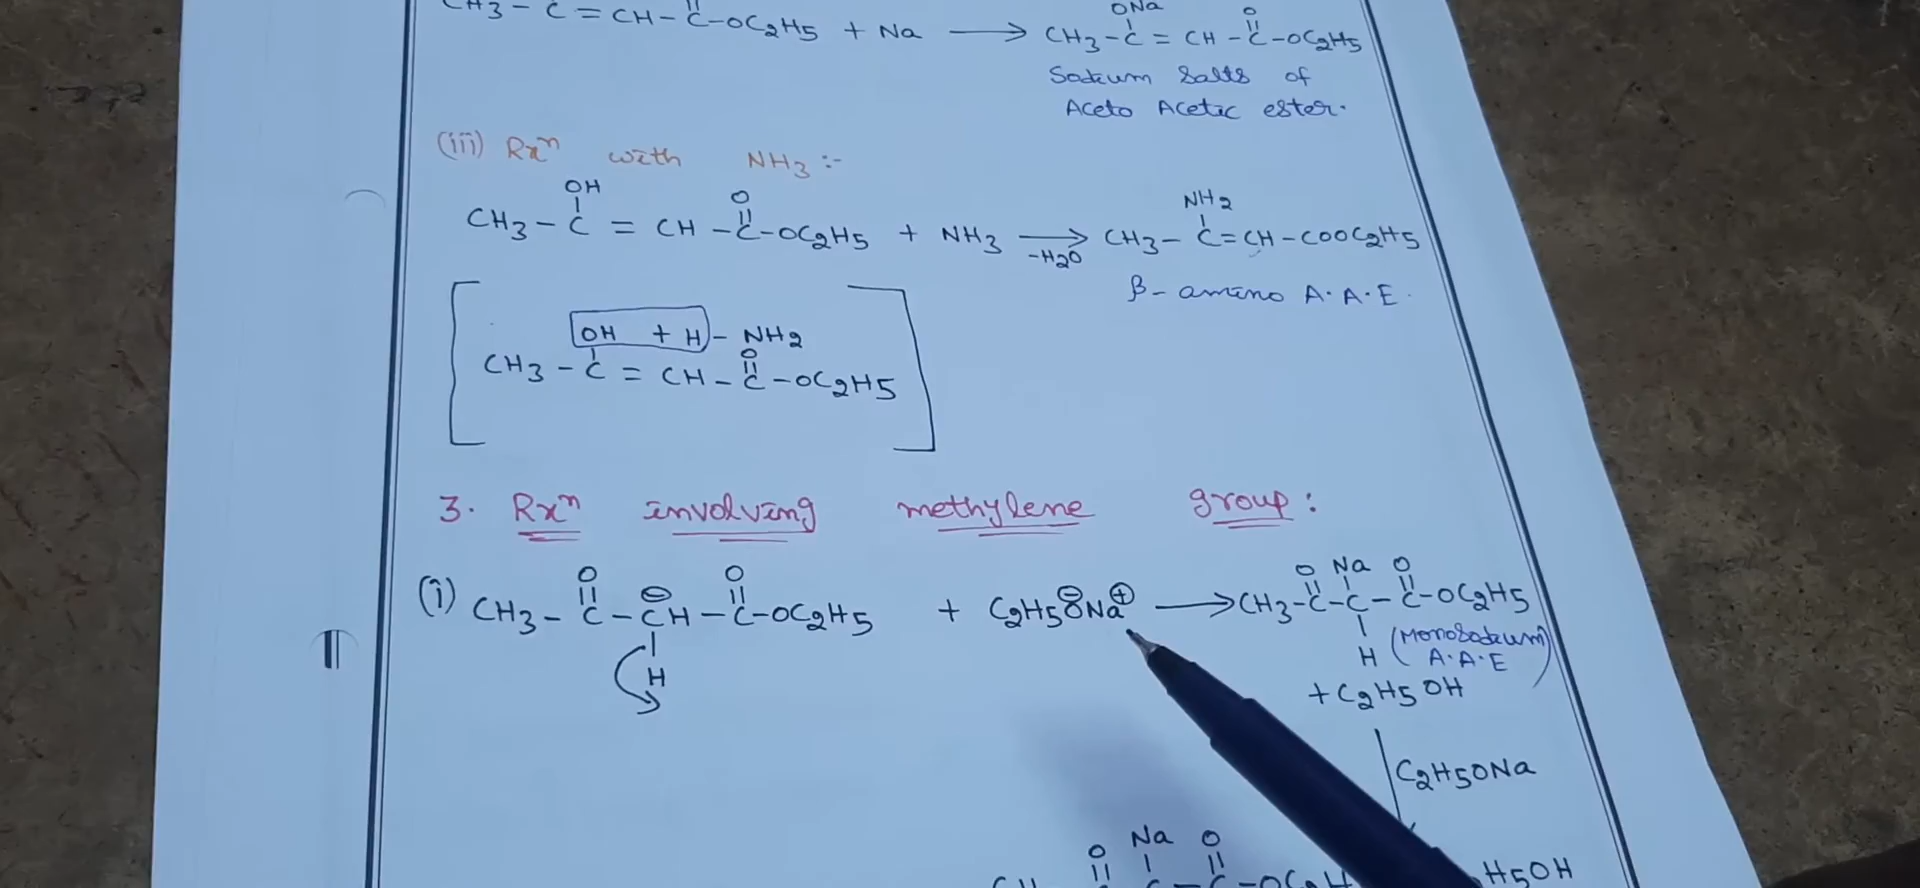 CH3 - C = CH - C - OC2H5 + Na → CH3 - C = CH - C - OC2H5
ONa O
Sodium Salts of
Aceto Acetic ester.
(iii) Rxn with NH3 :-
OH O NH2
CH3 - C = CH - C - OC2H5 + NH3 → CH3 - C = CH - COOC2H5
-H2O
β- amino A.A.E.
OH + H - NH2
O
CH3 - C = CH - C - OC2H5
3. Rxn involving methylene group :
O ⊖ O O Na O
(i) CH3 - C - CH - C - OC2H5 + C2H5O⊖Na⊕ → CH3 - C - C - C - OC2H5
H H (Monosodium)
A.A.E
+ C2H5OH
C2H5ONa
Na
O O
H5OH